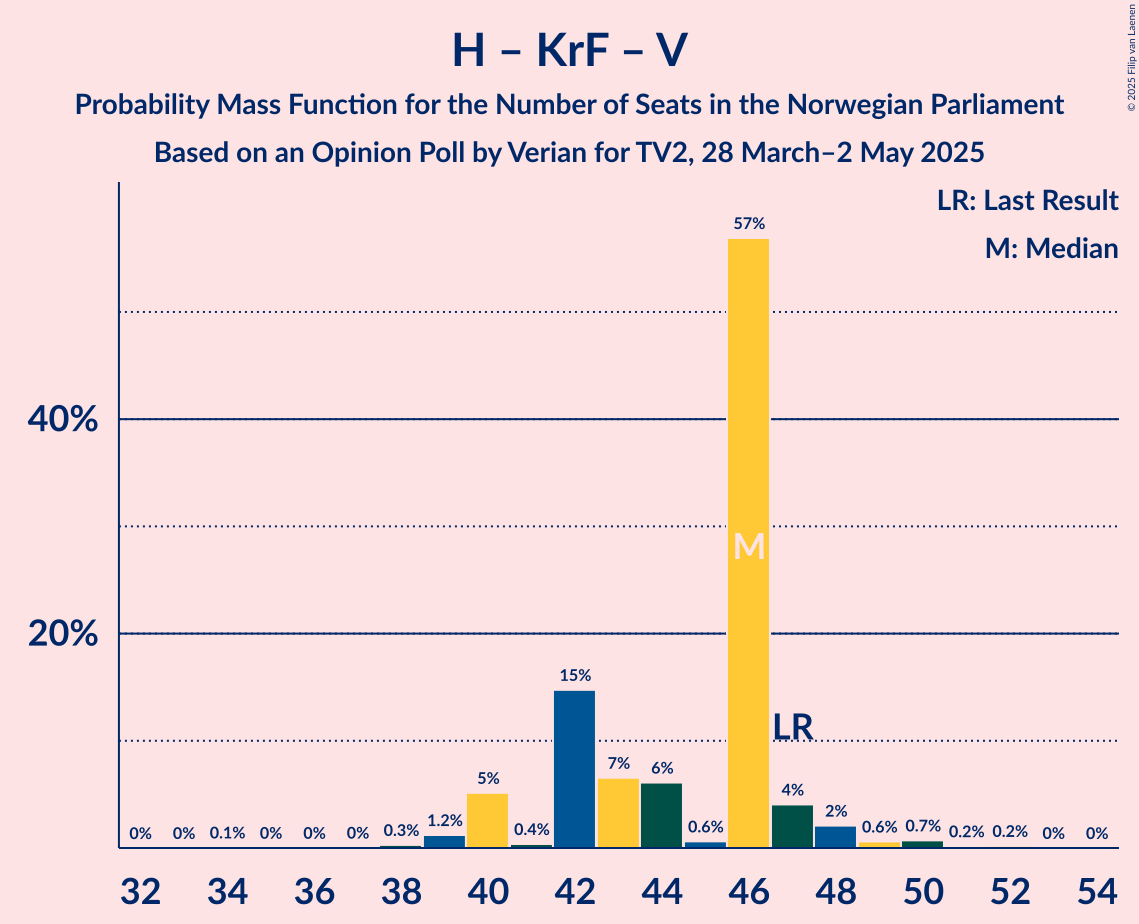 H – KrF – V
Probability Mass Function for the Number of Seats in the Norwegian Parliament
Based on an Opinion Poll by Verian for TV2, 28 March–2 May 2025
© 2025 Filip van Laenen
LR: Last Result
M: Median
57%
40%
M
20%
15%
LR
7%
6%
5%
4%
2%
1.2%
0% 0% 0.1% 0% 0% 0% 0.3% 0.4% 0.6% 0.6% 0.7% 0.2% 0.2% 0% 0%
32 34 36 38 40 42 44 46 48 50 52 54